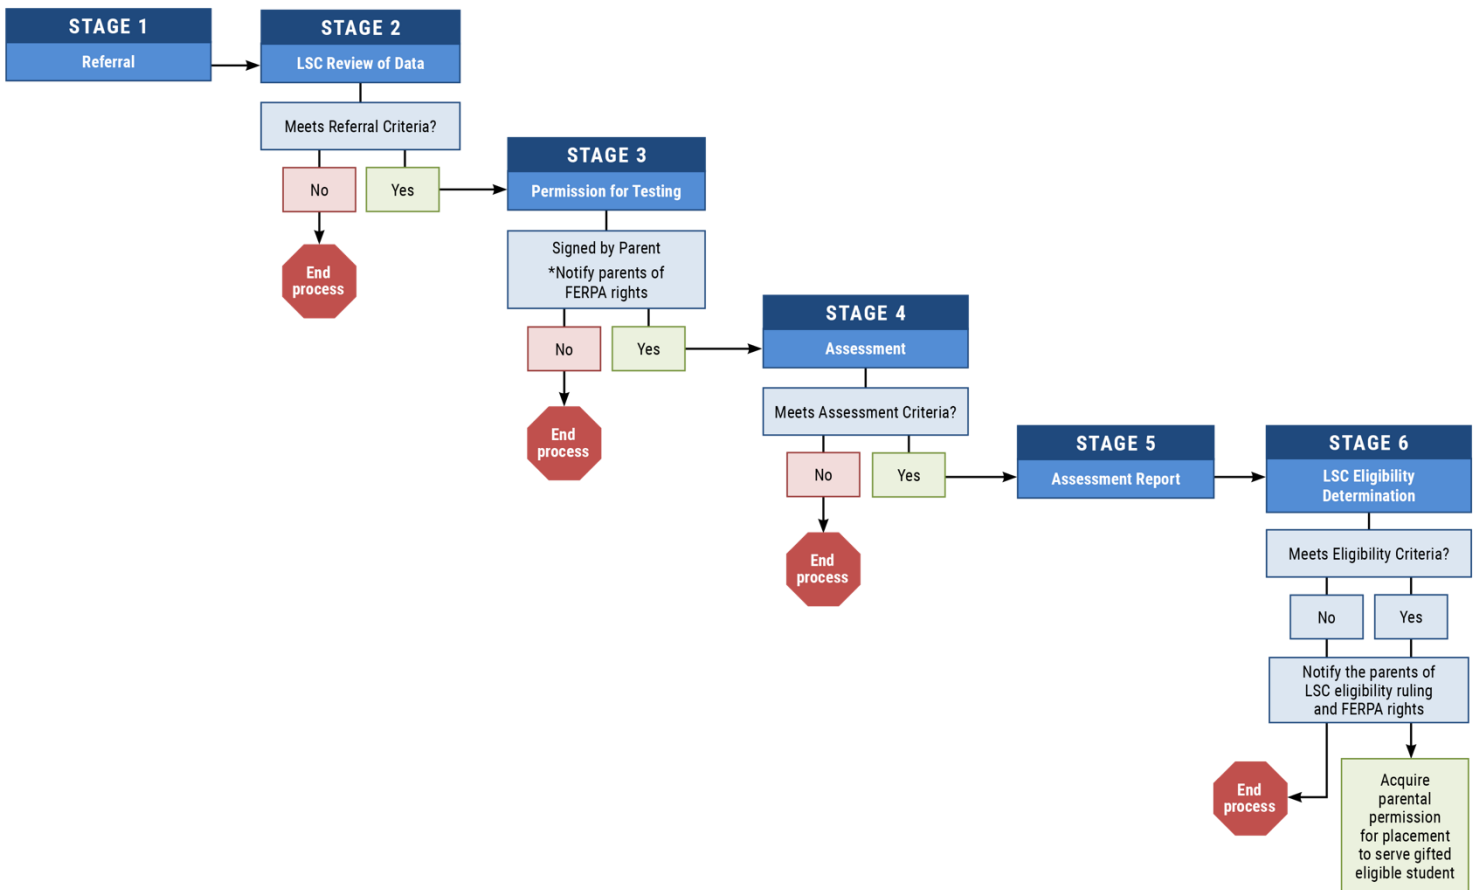 STAGE 1
Referral
STAGE 2
LSC Review of Data
Meets Referral Criteria?
No
Yes
End
process
STAGE 3
Permission for Testing
Signed by Parent
*Notify parents of
FERPA rights
No
Yes
End
process
STAGE 4
Assessment
Meets Assessment Criteria?
No
Yes
End
process
STAGE 5
Assessment Report
STAGE 6
LSC Eligibility
Determination
Meets Eligibility Criteria?
No
Yes
Notify the parents of
LSC eligibility ruling
and FERPA rights
End
process
Acquire
parental
permission
for placement
to serve gifted
eligible student